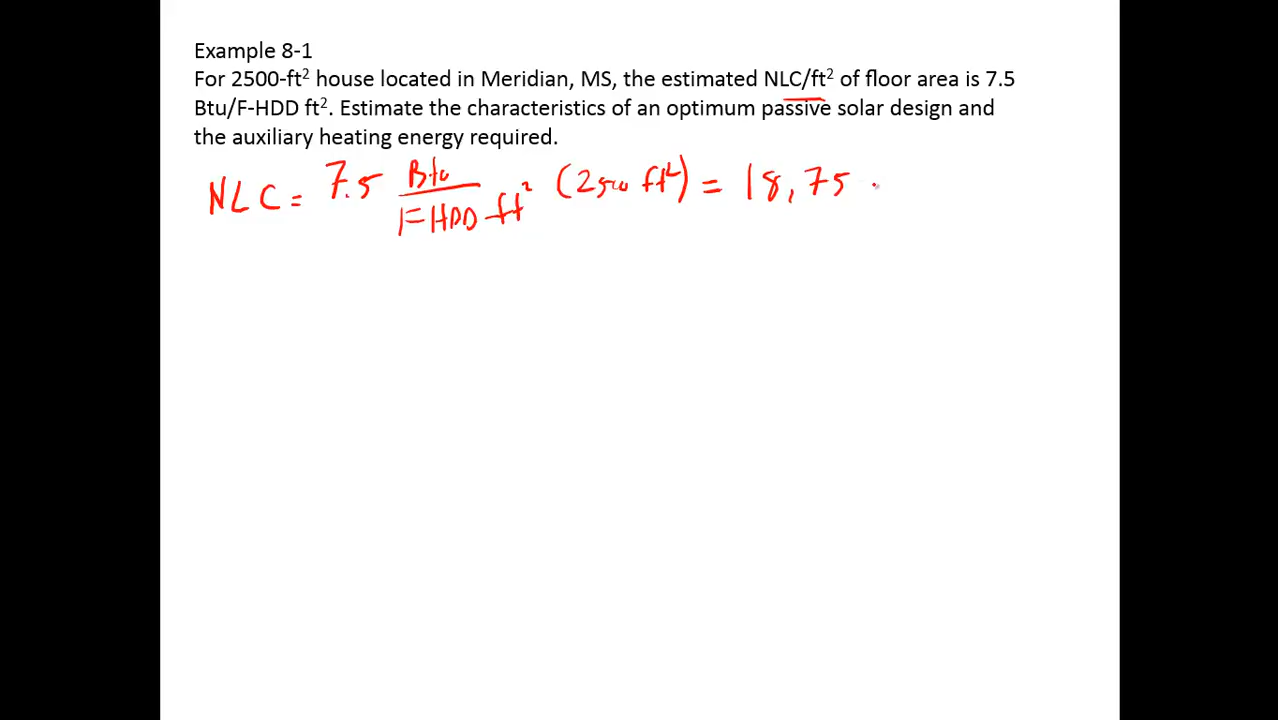 Example 8-1
For 2500-ft² house located in Meridian, MS, the estimated NLC/ft² of floor area is 7.5
Btu/F-HDD ft². Estimate the characteristics of an optimum passive solar design and
the auxiliary heating energy required.
NLC = 7.5 Btu/F-HDD ft² (2500 ft²) = 18,75